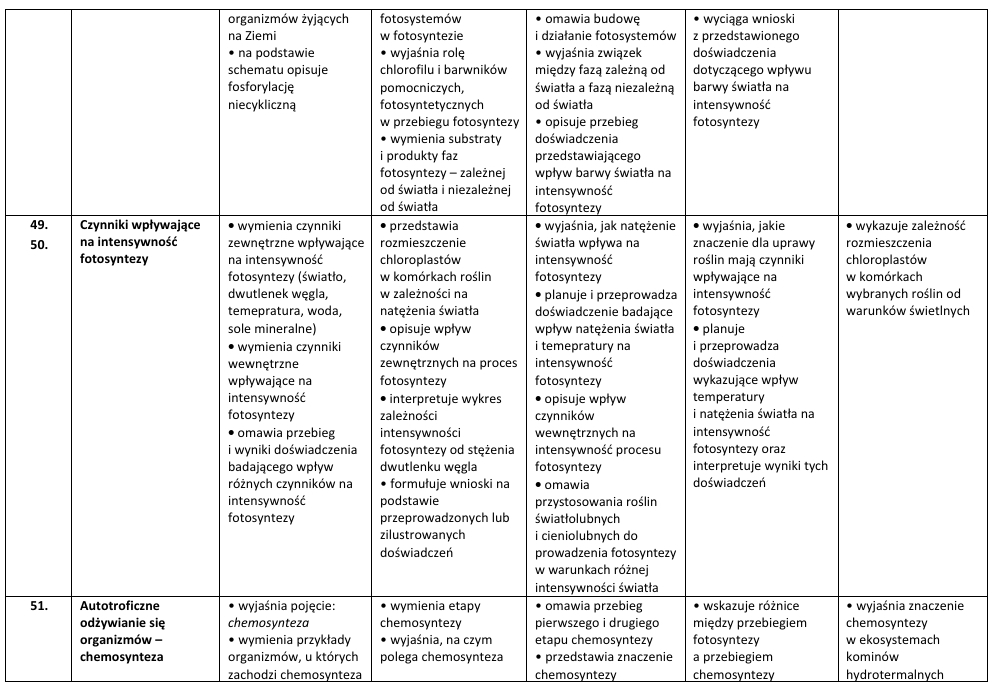 organizmów żyjących
na Ziemi
• na podstawie
schematu opisuje
fosforylację
niecykliczną
fotosystemów
w fotosyntezie
• wyjaśnia rolę
chlorofilu i barwników
pomocniczych,
fotosyntetycznych
w przebiegu fotosyntezy
• wymienia substraty
i produkty faz
fotosyntezy – zależnej
od światła i niezależnej
od światła
• omawia budowę
i działanie fotosystemów
• wyjaśnia związek
między fazą zależną od
światła a fazą niezależną
od światła
• opisuje przebieg
doświadczenia
przedstawiającego
wpływ barwy światła na
intensywność
fotosyntezy
• wyciąga wnioski
z przedstawionego
doświadczenia
dotyczącego wpływu
barwy światła na
intensywność
fotosyntezy
49.
50.
Czynniki wpływające
na intensywność
fotosyntezy
• wymienia czynniki
zewnętrzne wpływające
na intensywność
fotosyntezy (światło,
dwutlenek węgla,
temepratura, woda,
sole mineralne)
• wymienia czynniki
wewnętrzne
wpływające na
intensywność
fotosyntezy
• omawia przebieg
i wyniki doświadczenia
badającego wpływ
różnych czynników na
intensywność
fotosyntezy
• przedstawia
rozmieszczenie
chloroplastów
w komórkach roślin
w zależności na
natężenia światła
• opisuje wpływ
czynników
zewnętrznych na proces
fotosyntezy
• interpretuje wykres
zależności
intensywności
fotosyntezy od stężenia
dwutlenku węgla
• formułuje wnioski na
podstawie
przeprowadzonych lub
zilustrowanych
doświadczeń
• wyjaśnia, jak natężenie
światła wpływa na
intensywność
fotosyntezy
• planuje i przeprowadza
doświadczenie badające
wpływ natężenia światła
i temepratury na
intensywność
fotosyntezy
• opisuje wpływ
czynników
wewnętrznych na
intensywność procesu
fotosyntezy
• omawia
przystosowania roślin
światłolubnych
i cieniolubnych do
prowadzenia fotosyntezy
w warunkach różnej
intensywności światła
• wyjaśnia, jakie
znaczenie dla uprawy
roślin mają czynniki
wpływające na
intensywność
fotosyntezy
• planuje
i przeprowadza
doświadczenia
wykazujące wpływ
temperatury
i natężenia światła na
intensywność
fotosyntezy oraz
interpretuje wyniki tych
doświadczeń
• wykazuje zależność
rozmieszczenia
chloroplastów
w komórkach
wybranych roślin od
warunków świetlnych
51.
Autotroficzne
odżywianie się
organizmów –
chemosynteza
• wyjaśnia pojęcie:
chemosynteza
• wymienia przykłady
organizmów, u których
zachodzi chemosynteza
• wymienia etapy
chemosyntezy
• wyjaśnia, na czym
polega chemosynteza
• omawia przebieg
pierwszego i drugiego
etapu chemosyntezy
• przedstawia znaczenie
chemosyntezy
• wskazuje różnice
między przebiegiem
fotosyntezy
a przebiegiem
chemosyntezy
• wyjaśnia znaczenie
chemosyntezy
w ekosystemach
kominów
hydrotermalnych